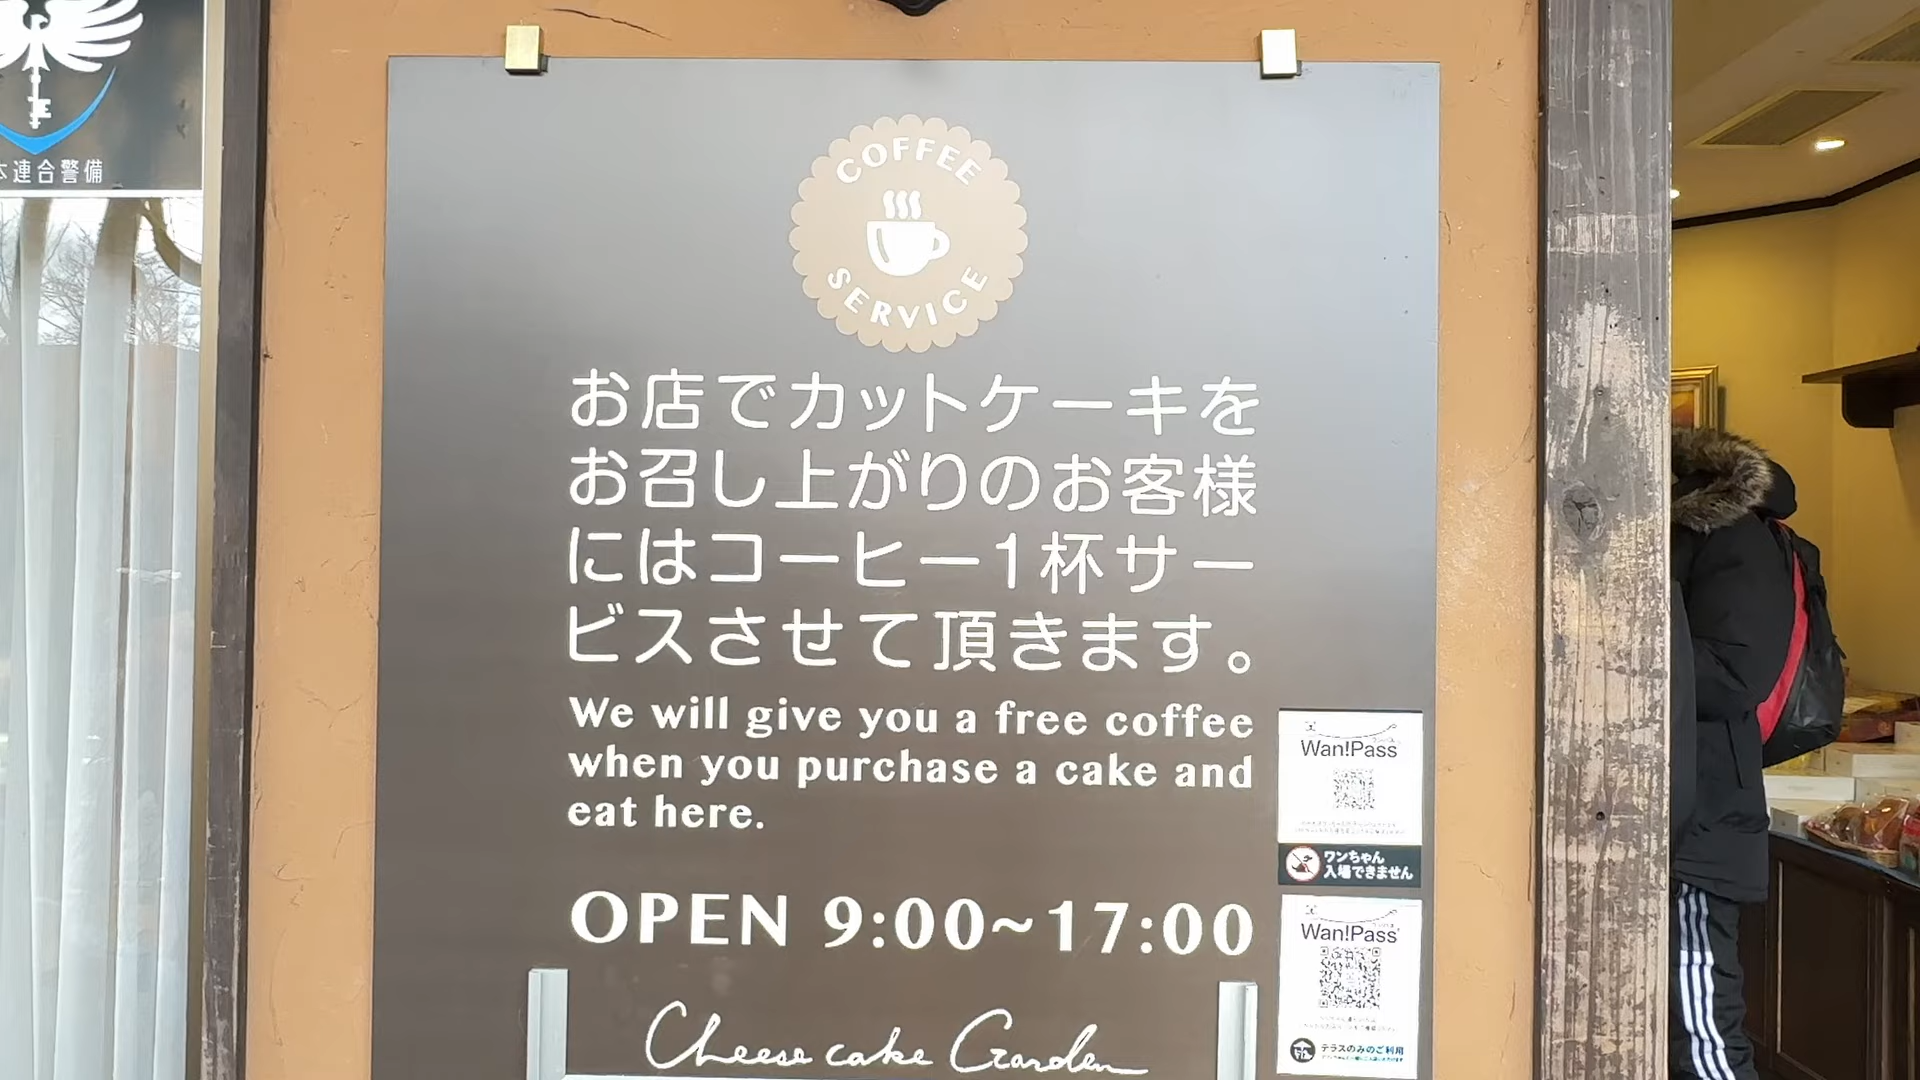 連合警備
COFFEE
SERVICE
お店でカットケーキを
お召し上がりのお客様
にはコーヒー1杯サー
ビスさせて頂きます。
We will give you a free coffee
when you purchase a cake and
eat here.
OPEN 9:00~17:00
Cheese cake Garden
Wan!Pass
ワンちゃん
入場できません
Wan!Pass
テラスのみのご利用